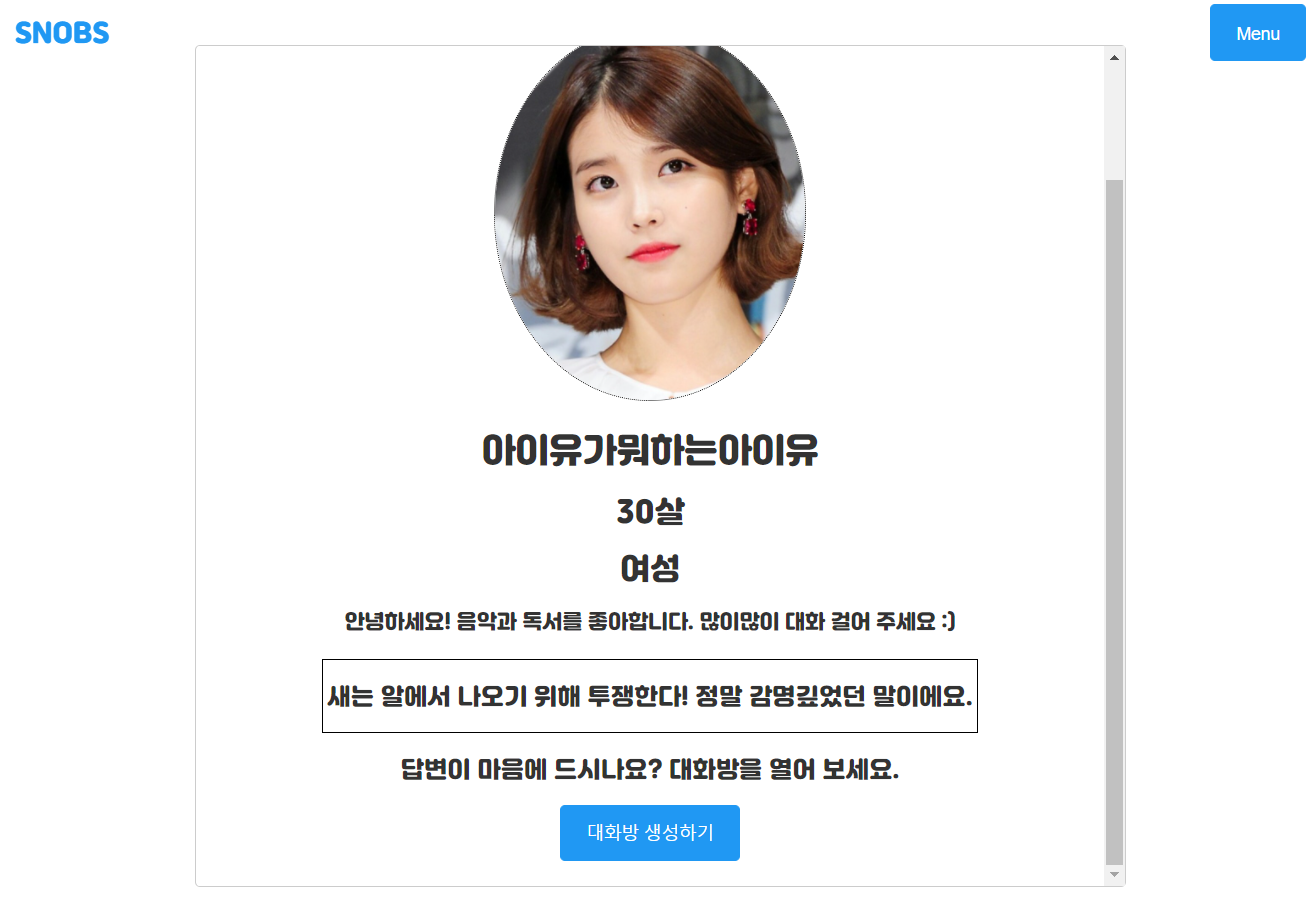 SNOBS
Menu
아이유가뭐하는아이유
30살
여성
안녕하세요! 음악과 독서를 좋아합니다. 많이많이 대화 걸어 주세요 :)
새는 알에서 나오기 위해 투쟁한다! 정말 감명깊었던 말이에요.
답변이 마음에 드시나요? 대화방을 열어 보세요.
대화방 생성하기